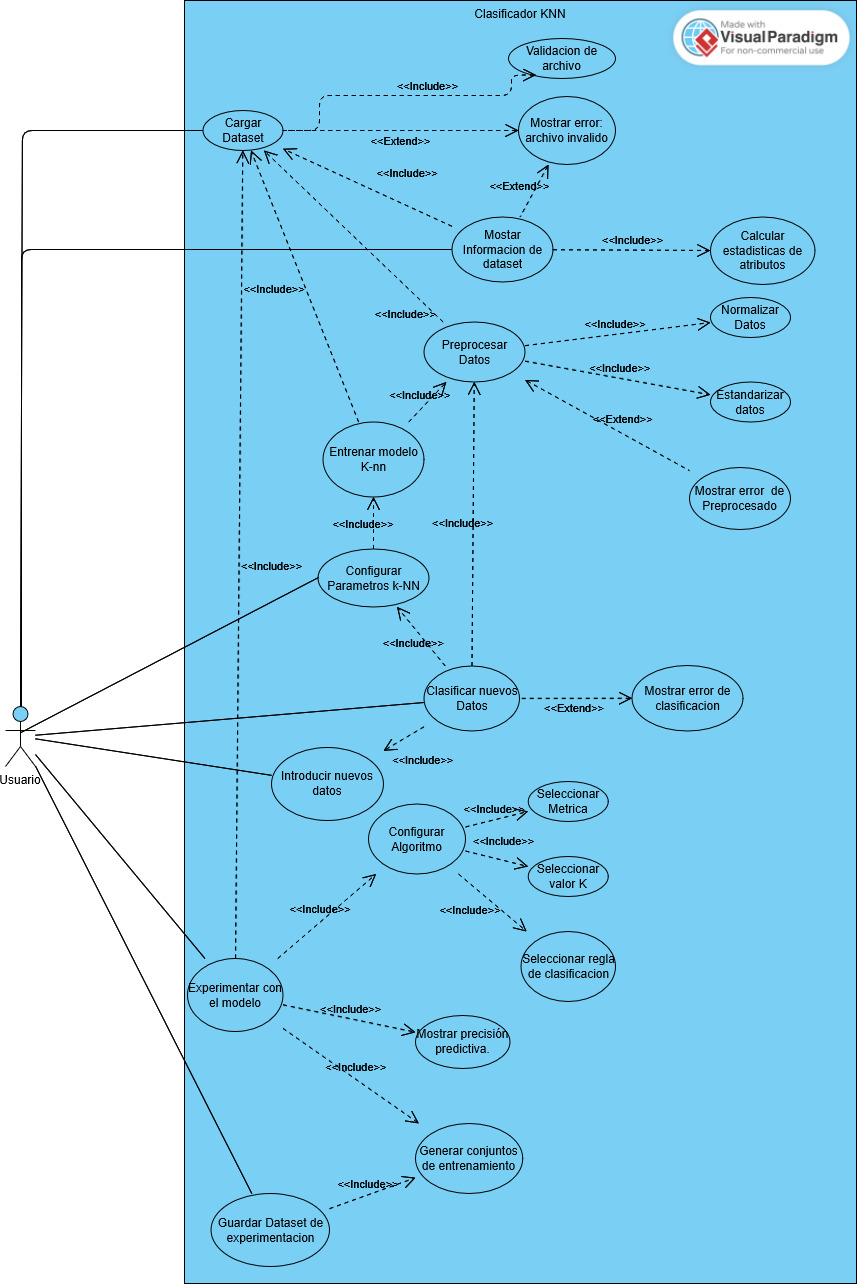 Clasificador KNN
Made with
VisualParadigm
For non-commercial use
Validacion de
archivo
<<Include>>
Cargar
Dataset
Mostrar error:
archivo invalido
<<Extend>>
<<Include>>
<<Extend>>
Mostar
Informacion de
dataset
<<Include>>
Calcular
estadisticas de
atributos
<<Include>>
<<Include>>
Normalizar
Datos
<<Include>>
Preprocesar
Datos
<<Include>>
<<Include>>
Estandarizar
datos
<<Extend>>
Entrenar modelo
K-nn
Mostrar error de
Preprocesado
<<Include>>
<<Include>>
<<Include>>
Configurar
Parametros k-NN
<<Include>>
Clasificar nuevos
Datos
<<Extend>>
Mostrar error de
clasificacion
Usuario
<<Include>>
Introducir nuevos
datos
Configurar
Algoritmo
<<Include>>
Seleccionar
Metrica
<<Include>>
Seleccionar
valor K
<<Include>>
<<Include>>
Seleccionar regla
de clasificacion
Experimentar con
el modelo
<<Include>>
Mostrar precisión
predictiva.
<<Include>>
Generar conjuntos
de entrenamiento
<<Include>>
Guardar Dataset de
experimentacion